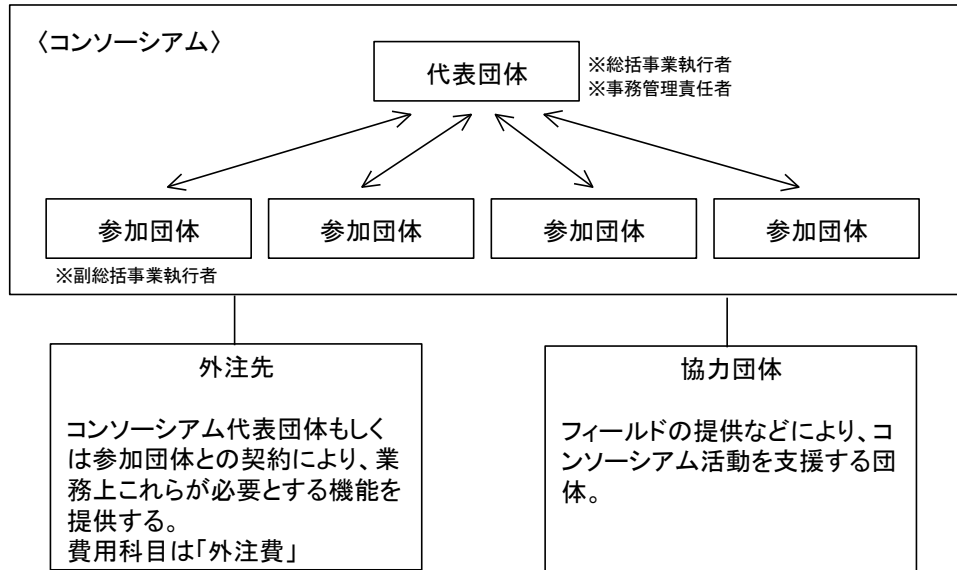 〈コンソーシアム〉
代表団体
※総括事業執行者
※事務管理責任者
参加団体
参加団体
参加団体
参加団体
※副総括事業執行者
外注先
コンソーシアム代表団体もしく
は参加団体との契約により、業
務上これらが必要とする機能を
提供する。
費用科目は「外注費」
協力団体
フィールドの提供などにより、コ
ンソーシアム活動を支援する団
体。